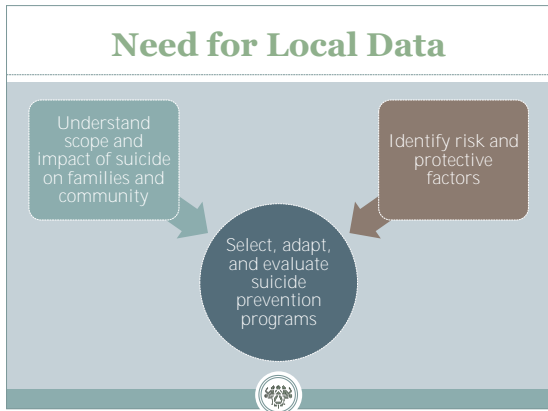 Need for Local Data
Understand
scope and
impact of suicide
on families and
community
Identify risk and
protective
factors
Select, adapt,
and evaluate
suicide
prevention
programs